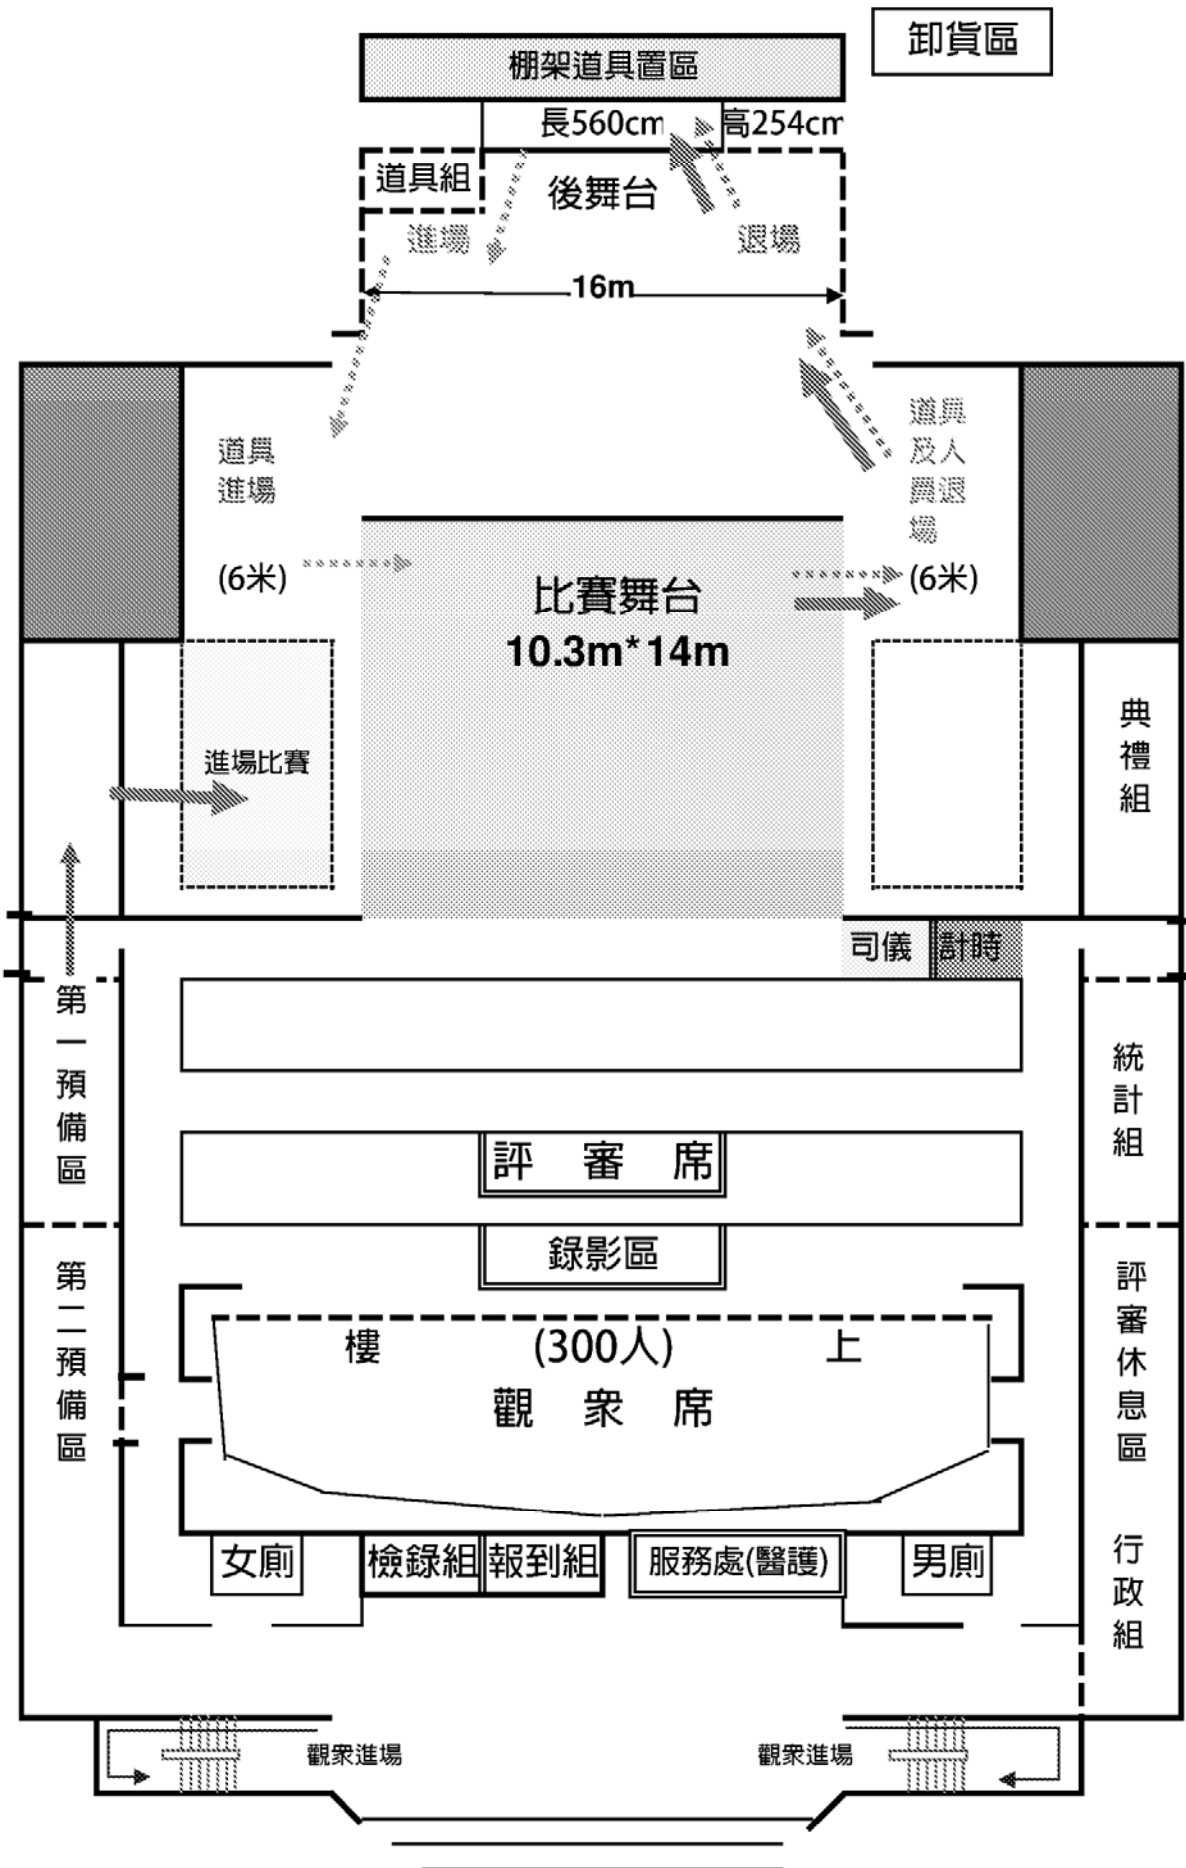 卸貨區
棚架道具置區
長560cm
高254cm
道具組
後舞台
進場
退場
16m
道具
進場
(6米)
道具
及人
員退
場
(6米)
比賽舞台
10.3m*14m
進場比賽
典禮組
司儀
計時
第一預備區
統計組
評 審 席
錄影區
第二預備區
樓 (300人) 上
觀 眾 席
評審休息區
行政組
女廁
檢錄組
報到組
服務處(醫護)
男廁
觀眾進場
觀眾進場